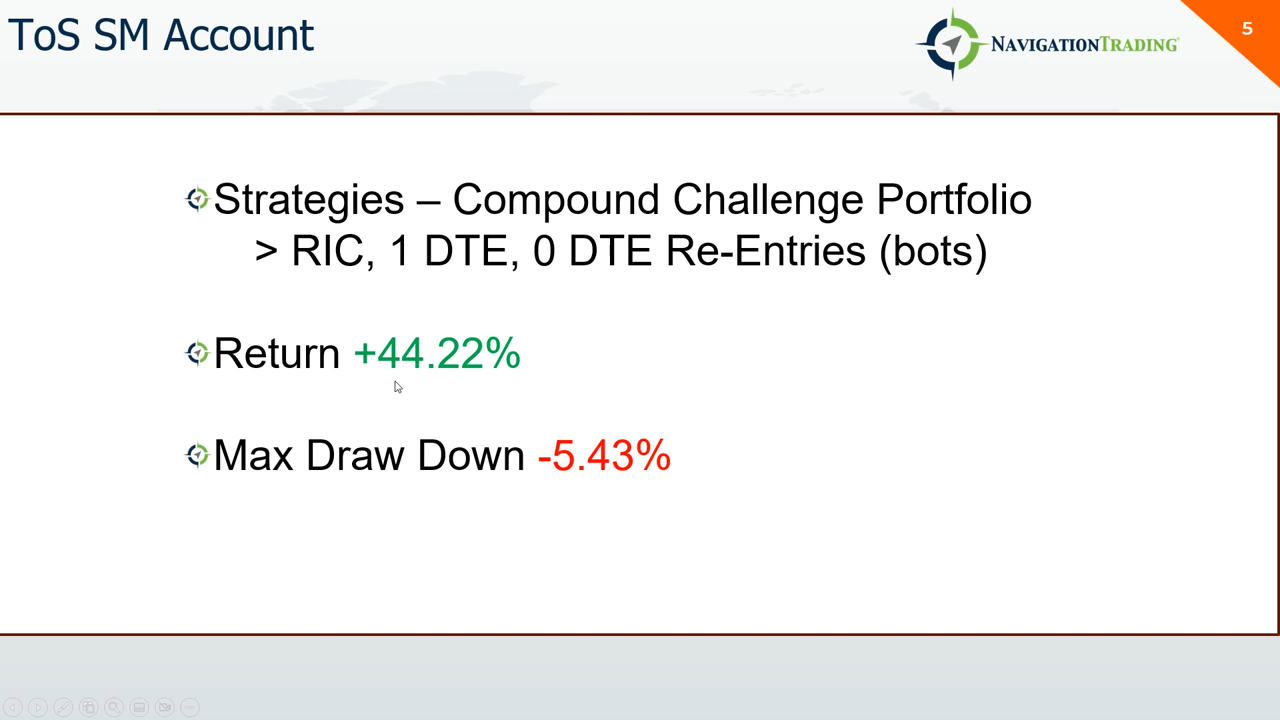 ToS SM Account
NAVIGATIONTRADING
5
Strategies – Compound Challenge Portfolio
> RIC, 1 DTE, 0 DTE Re-Entries (bots)
Return +44.22%
Max Draw Down -5.43%